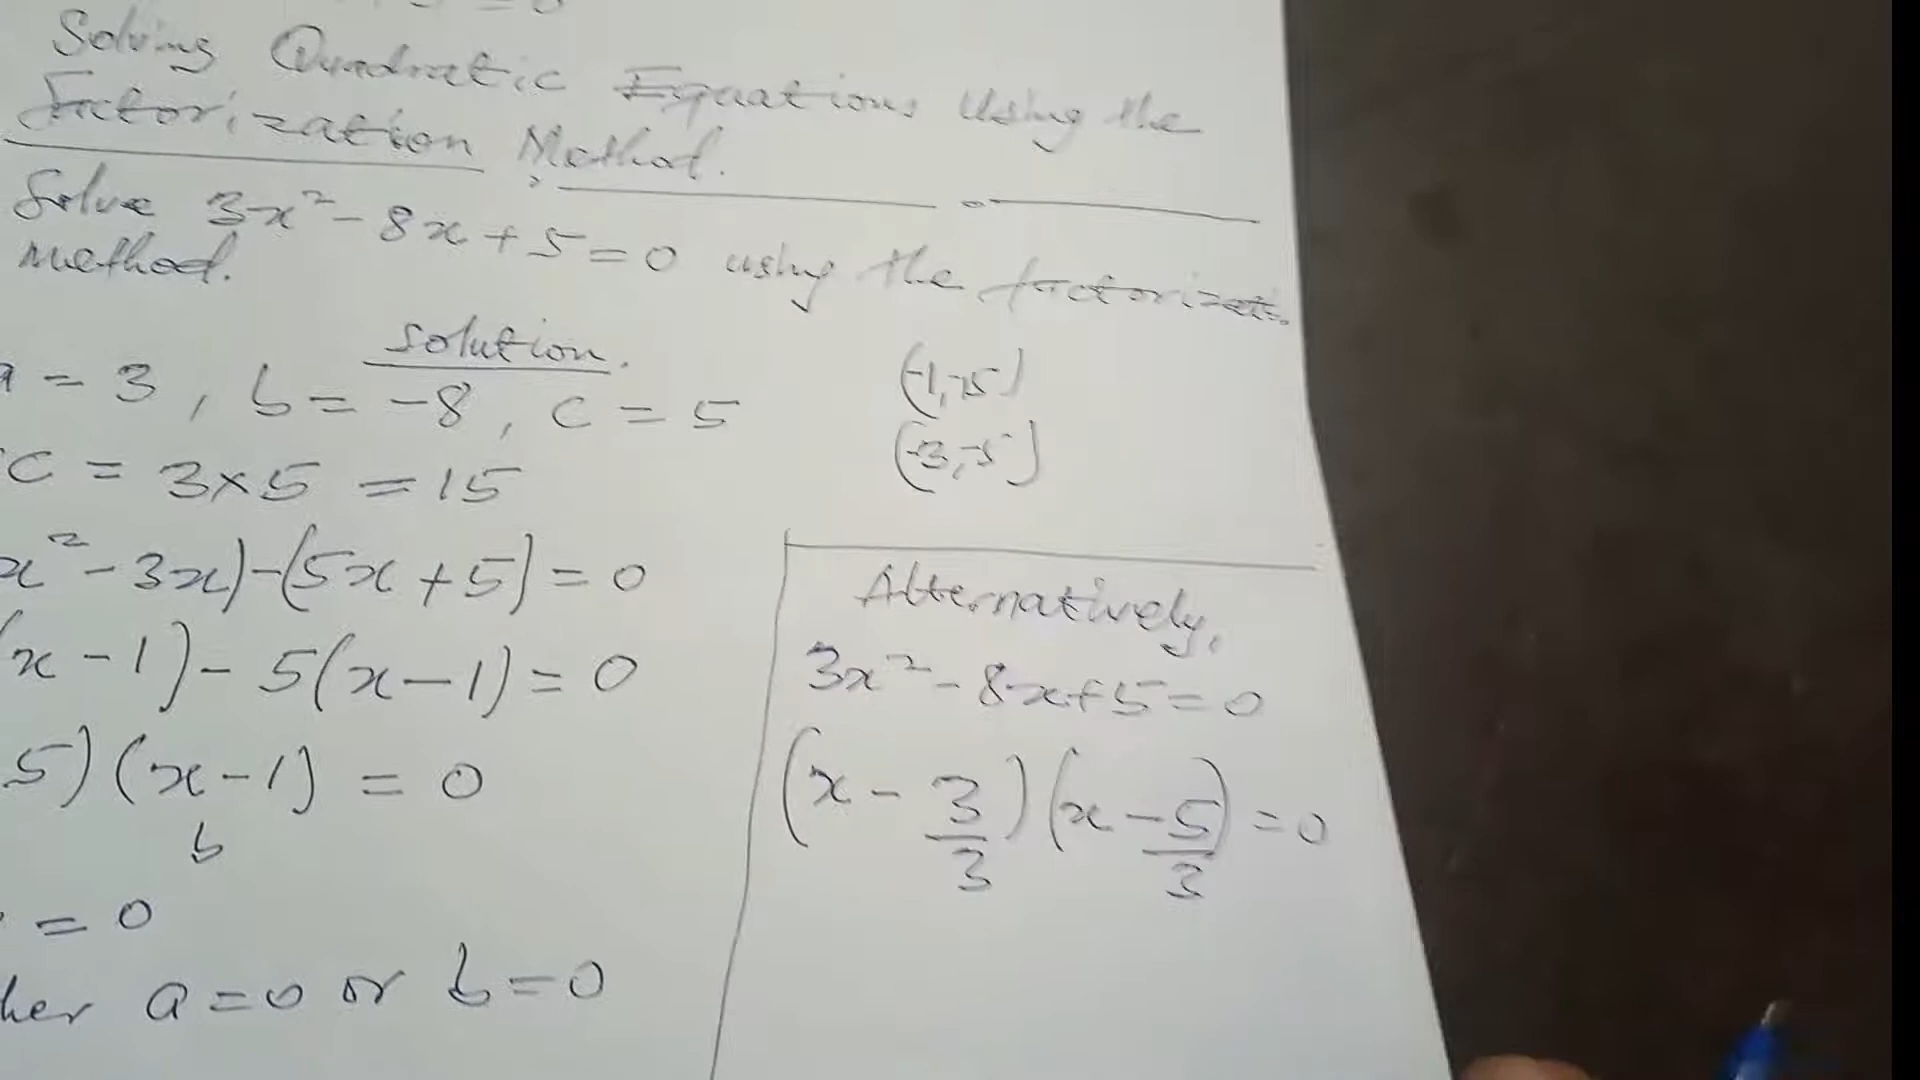 Solving Quadratic Equations Using the
Factorization Method.
Solve 3x² - 8x + 5 = 0 using the factorizati
method.
solution.
a = 3, b = -8, c = 5
c = 3×5 = 15
(-1,-15)
(-3,-5)
x² - 3x) - (5x + 5) = 0
(x - 1) - 5(x - 1) = 0
5) (x - 1) = 0
b
= 0
her a = 0 or b = 0
Alternatively,
3x² - 8x + 5 = 0
(x - 3/3) (x - 5/3) = 0